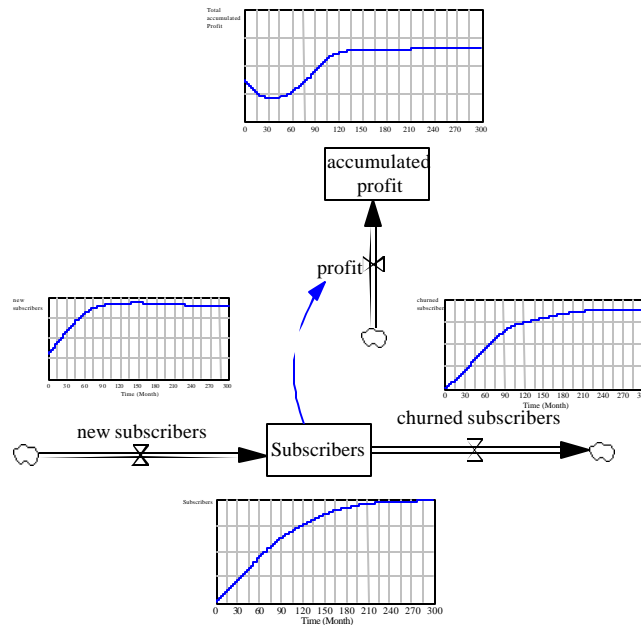 Total
accumulated
Profit
0 30 60 90 120 150 180 210 240 270 300
accumulated
profit
profit
new
subscribers
0 30 60 90 120 150 180 210 240 270 300
Time (Month)
churned
subscriber
0 30 60 90 120 150 180 210 240 270 30
Time (Month)
new subscribers
Subscribers
churned subscribers
Subscribers
0 30 60 90 120 150 180 210 240 270 300
Time (Month)